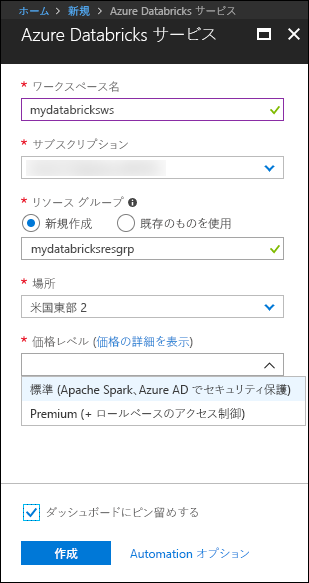 ホーム > 新規 > Azure Databricks サービス
Azure Databricks サービス
* ワークスペース名
mydatabricksws
* サブスクリプション
* リソース グループ
新規作成 既存のものを使用
mydatabricksresgrp
* 場所
米国東部 2
* 価格レベル (価格の詳細を表示)
標準 (Apache Spark、Azure AD でセキュリティ保護)
Premium (+ ロールベースのアクセス制御)
ダッシュボードにピン留めする
作成 Automation オプション